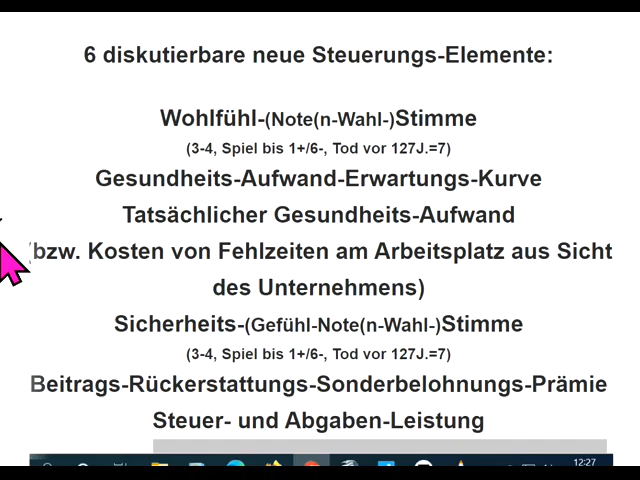 6 diskutierbare neue Steuerungs-Elemente:
Wohlfühl-(Note(n-Wahl-)Stimme
(3-4, Spiel bis 1+/6-, Tod vor 127J.=7)
Gesundheits-Aufwand-Erwartungs-Kurve
Tatsächlicher Gesundheits-Aufwand
(bzw. Kosten von Fehlzeiten am Arbeitsplatz aus Sicht
des Unternehmens)
Sicherheits-(Gefühl-Note(n-Wahl-)Stimme
(3-4, Spiel bis 1+/6-, Tod vor 127J.=7)
Beitrags-Rückerstattungs-Sonderbelohnungs-Prämie
Steuer- und Abgaben-Leistung
12:27